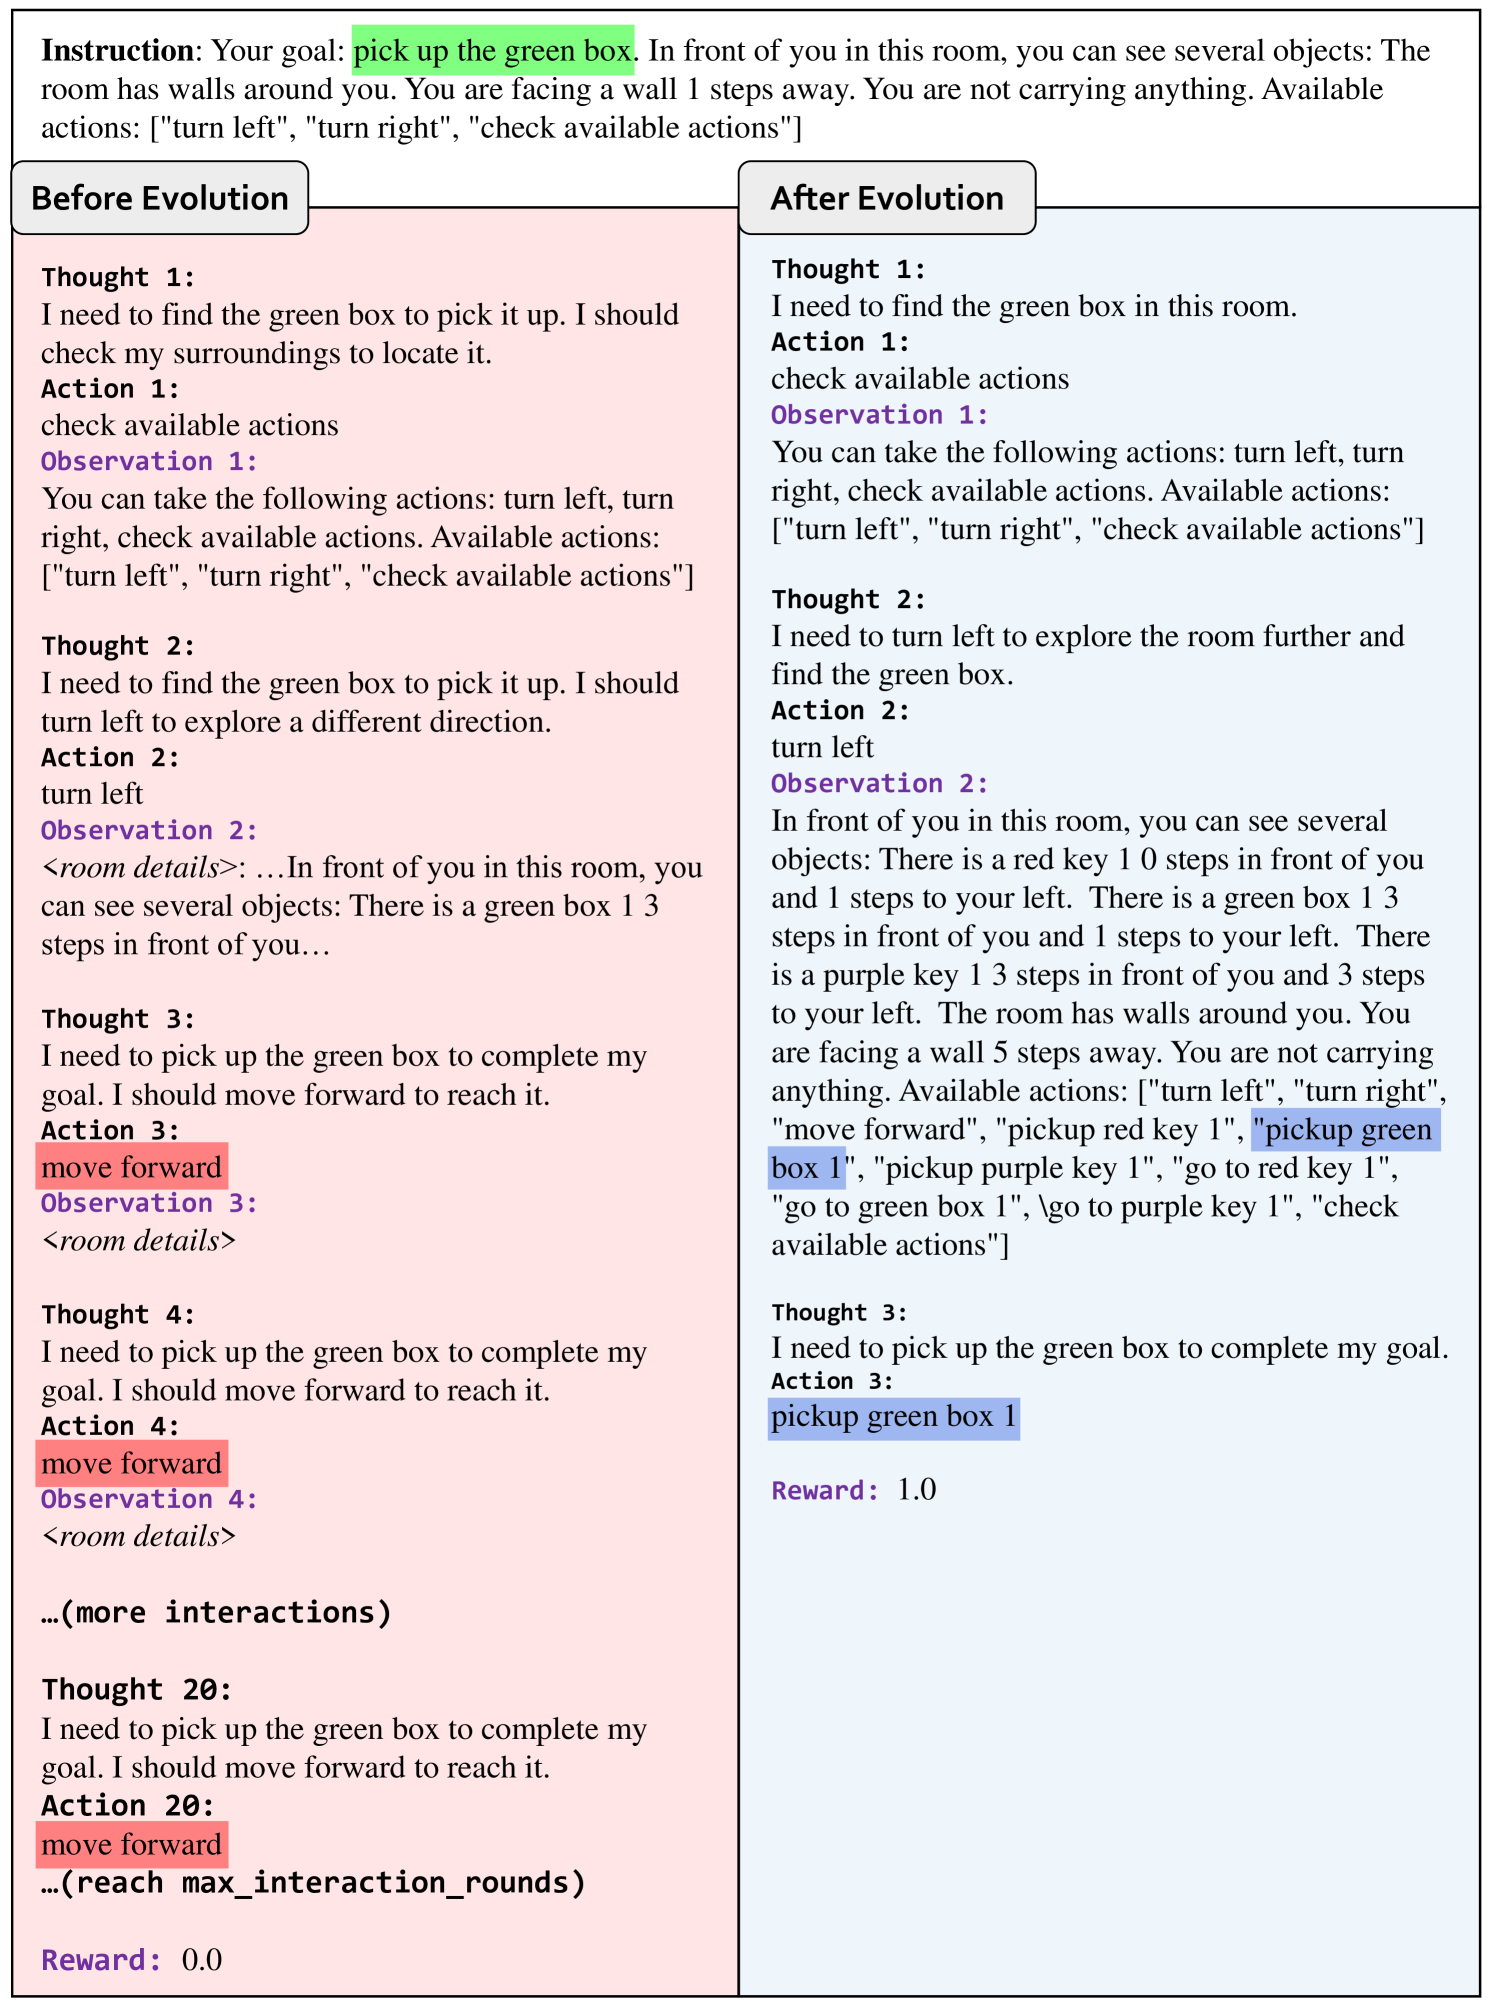 Instruction: Your goal: pick up the green box. In front of you in this room, you can see several objects: The
room has walls around you. You are facing a wall 1 steps away. You are not carrying anything. Available
actions: ["turn left", "turn right", "check available actions"]
Before Evolution
Thought 1:
I need to find the green box to pick it up. I should
check my surroundings to locate it.
Action 1:
check available actions
Observation 1:
You can take the following actions: turn left, turn
right, check available actions. Available actions:
["turn left", "turn right", "check available actions"]
Thought 2:
I need to find the green box to pick it up. I should
turn left to explore a different direction.
Action 2:
turn left
Observation 2:
<room details>: …In front of you in this room, you
can see several objects: There is a green box 1 3
steps in front of you…
Thought 3:
I need to pick up the green box to complete my
goal. I should move forward to reach it.
Action 3:
move forward
Observation 3:
<room details>
Thought 4:
I need to pick up the green box to complete my
goal. I should move forward to reach it.
Action 4:
move forward
Observation 4:
<room details>
…(more interactions)
Thought 20:
I need to pick up the green box to complete my
goal. I should move forward to reach it.
Action 20:
move forward
…(reach max_interaction_rounds)
Reward: 0.0
After Evolution
Thought 1:
I need to find the green box in this room.
Action 1:
check available actions
Observation 1:
You can take the following actions: turn left, turn
right, check available actions. Available actions:
["turn left", "turn right", "check available actions"]
Thought 2:
I need to turn left to explore the room further and
find the green box.
Action 2:
turn left
Observation 2:
In front of you in this room, you can see several
objects: There is a red key 1 0 steps in front of you
and 1 steps to your left.  There is a green box 1 3
steps in front of you and 1 steps to your left.  There
is a purple key 1 3 steps in front of you and 3 steps
to your left.  The room has walls around you. You
are facing a wall 5 steps away. You are not carrying
anything. Available actions: ["turn left", "turn right",
"move forward", "pickup red key 1", "pickup green
box 1", "pickup purple key 1", "go to red key 1",
"go to green box 1", \go to purple key 1", "check
available actions"]
Thought 3:
I need to pick up the green box to complete my goal.
Action 3:
pickup green box 1
Reward: 1.0